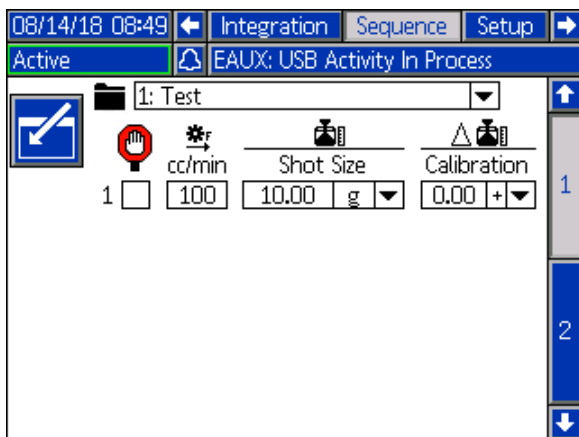 08/14/18 08:49 Integration Sequence Setup
Active EAUX: USB Activity In Process
1: Test
F
cc/min Shot Size Calibration
1 100 10.00 g 0.00 +
1
2